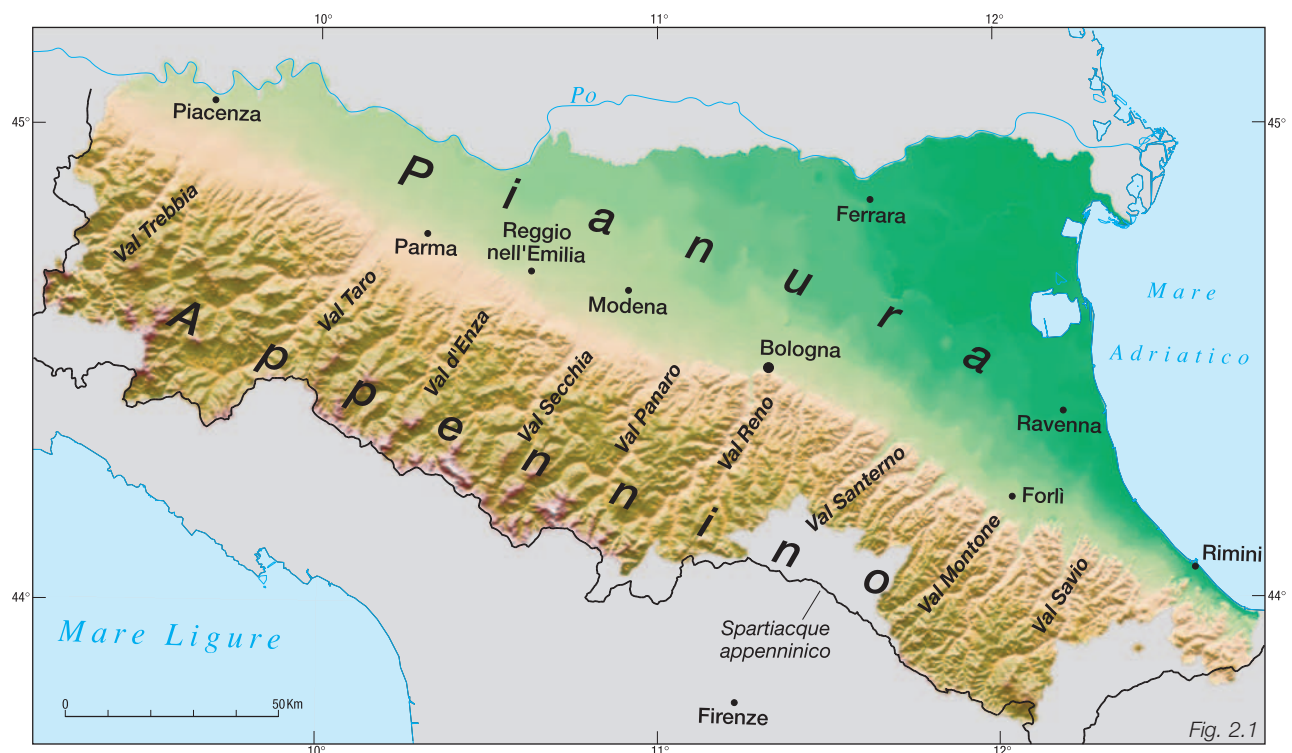 10°
11°
12°
Po
Piacenza
45°
45°
Pianura
Val Trebbia
Ferrara
Parma
Reggio
nell'Emilia
Modena
Mare
Adriatico
Val Taro
Val d'Enza
Val Secchia
Val Panaro
Val Reno
Bologna
Appennino
Ravenna
Val Santerno
Forlì
Val Montone
Val Savio
Rimini
44°
44°
Mare Ligure
Spartiacque
appenninico
0
50 Km
Firenze
Fig. 2.1
10°
11°
12°